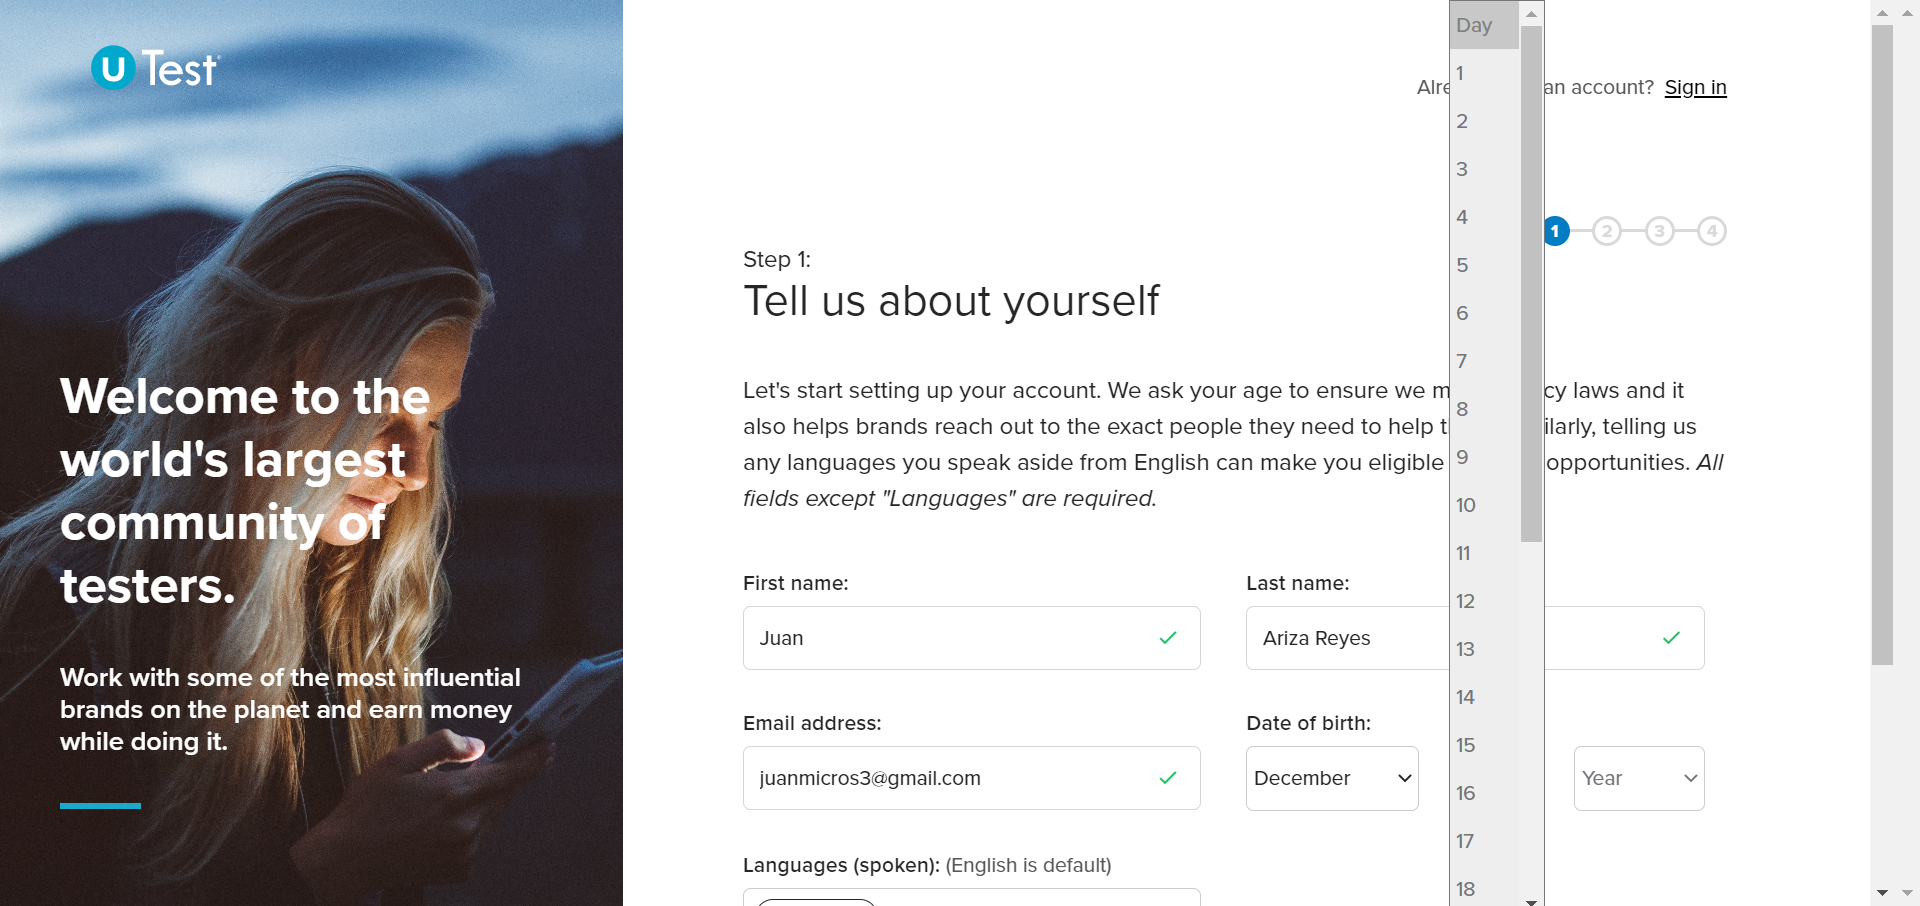 U Test
Welcome to the
world's largest
community of
testers.
Work with some of the most influential
brands on the planet and earn money
while doing it.
Alre an account? Sign in
1 2 3 4
Step 1:
Tell us about yourself
Let's start setting up your account. We ask your age to ensure we m cy laws and it
also helps brands reach out to the exact people they need to help t ilarly, telling us
any languages you speak aside from English can make you eligible opportunities. All
fields except "Languages" are required.
First name:
Juan
Last name:
Ariza Reyes
Email address:
juanmicros3@gmail.com
Date of birth:
December
Year
Languages (spoken): (English is default)
Day
1
2
3
4
5
6
7
8
9
10
11
12
13
14
15
16
17
18